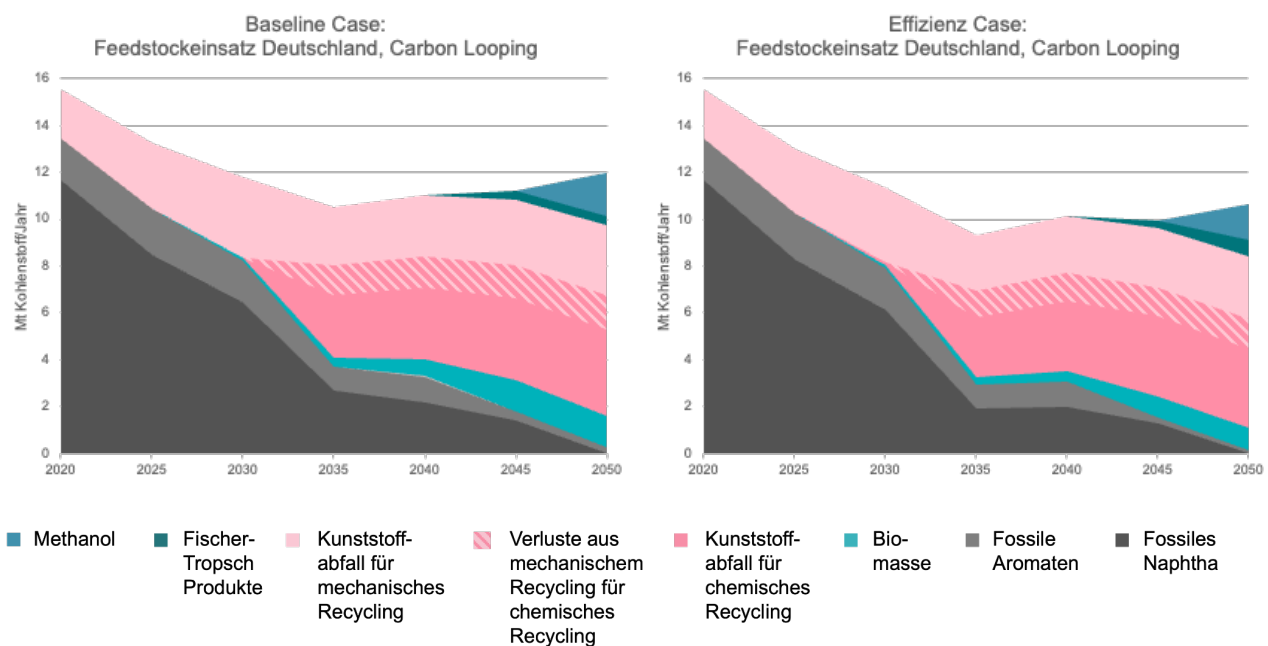 Baseline Case:
Feedstockeinsatz Deutschland, Carbon Looping
Mt Kohlenstoff/Jahr
16
14
12
10
8
6
4
2
0
2020 2025 2030 2035 2040 2045 2050
Effizienz Case:
Feedstockeinsatz Deutschland, Carbon Looping
Mt Kohlenstoff/Jahr
16
14
12
10
8
6
4
2
0
2020 2025 2030 2035 2040 2045 2050
Methanol
Fischer-
Tropsch
Produkte
Kunststoff-
abfall für
mechanisches
Recycling
Verluste aus
mechanischem
Recycling für
chemisches
Recycling
Kunststoff-
abfall für
chemisches
Recycling
Bio-
masse
Fossile
Aromaten
Fossiles
Naphtha